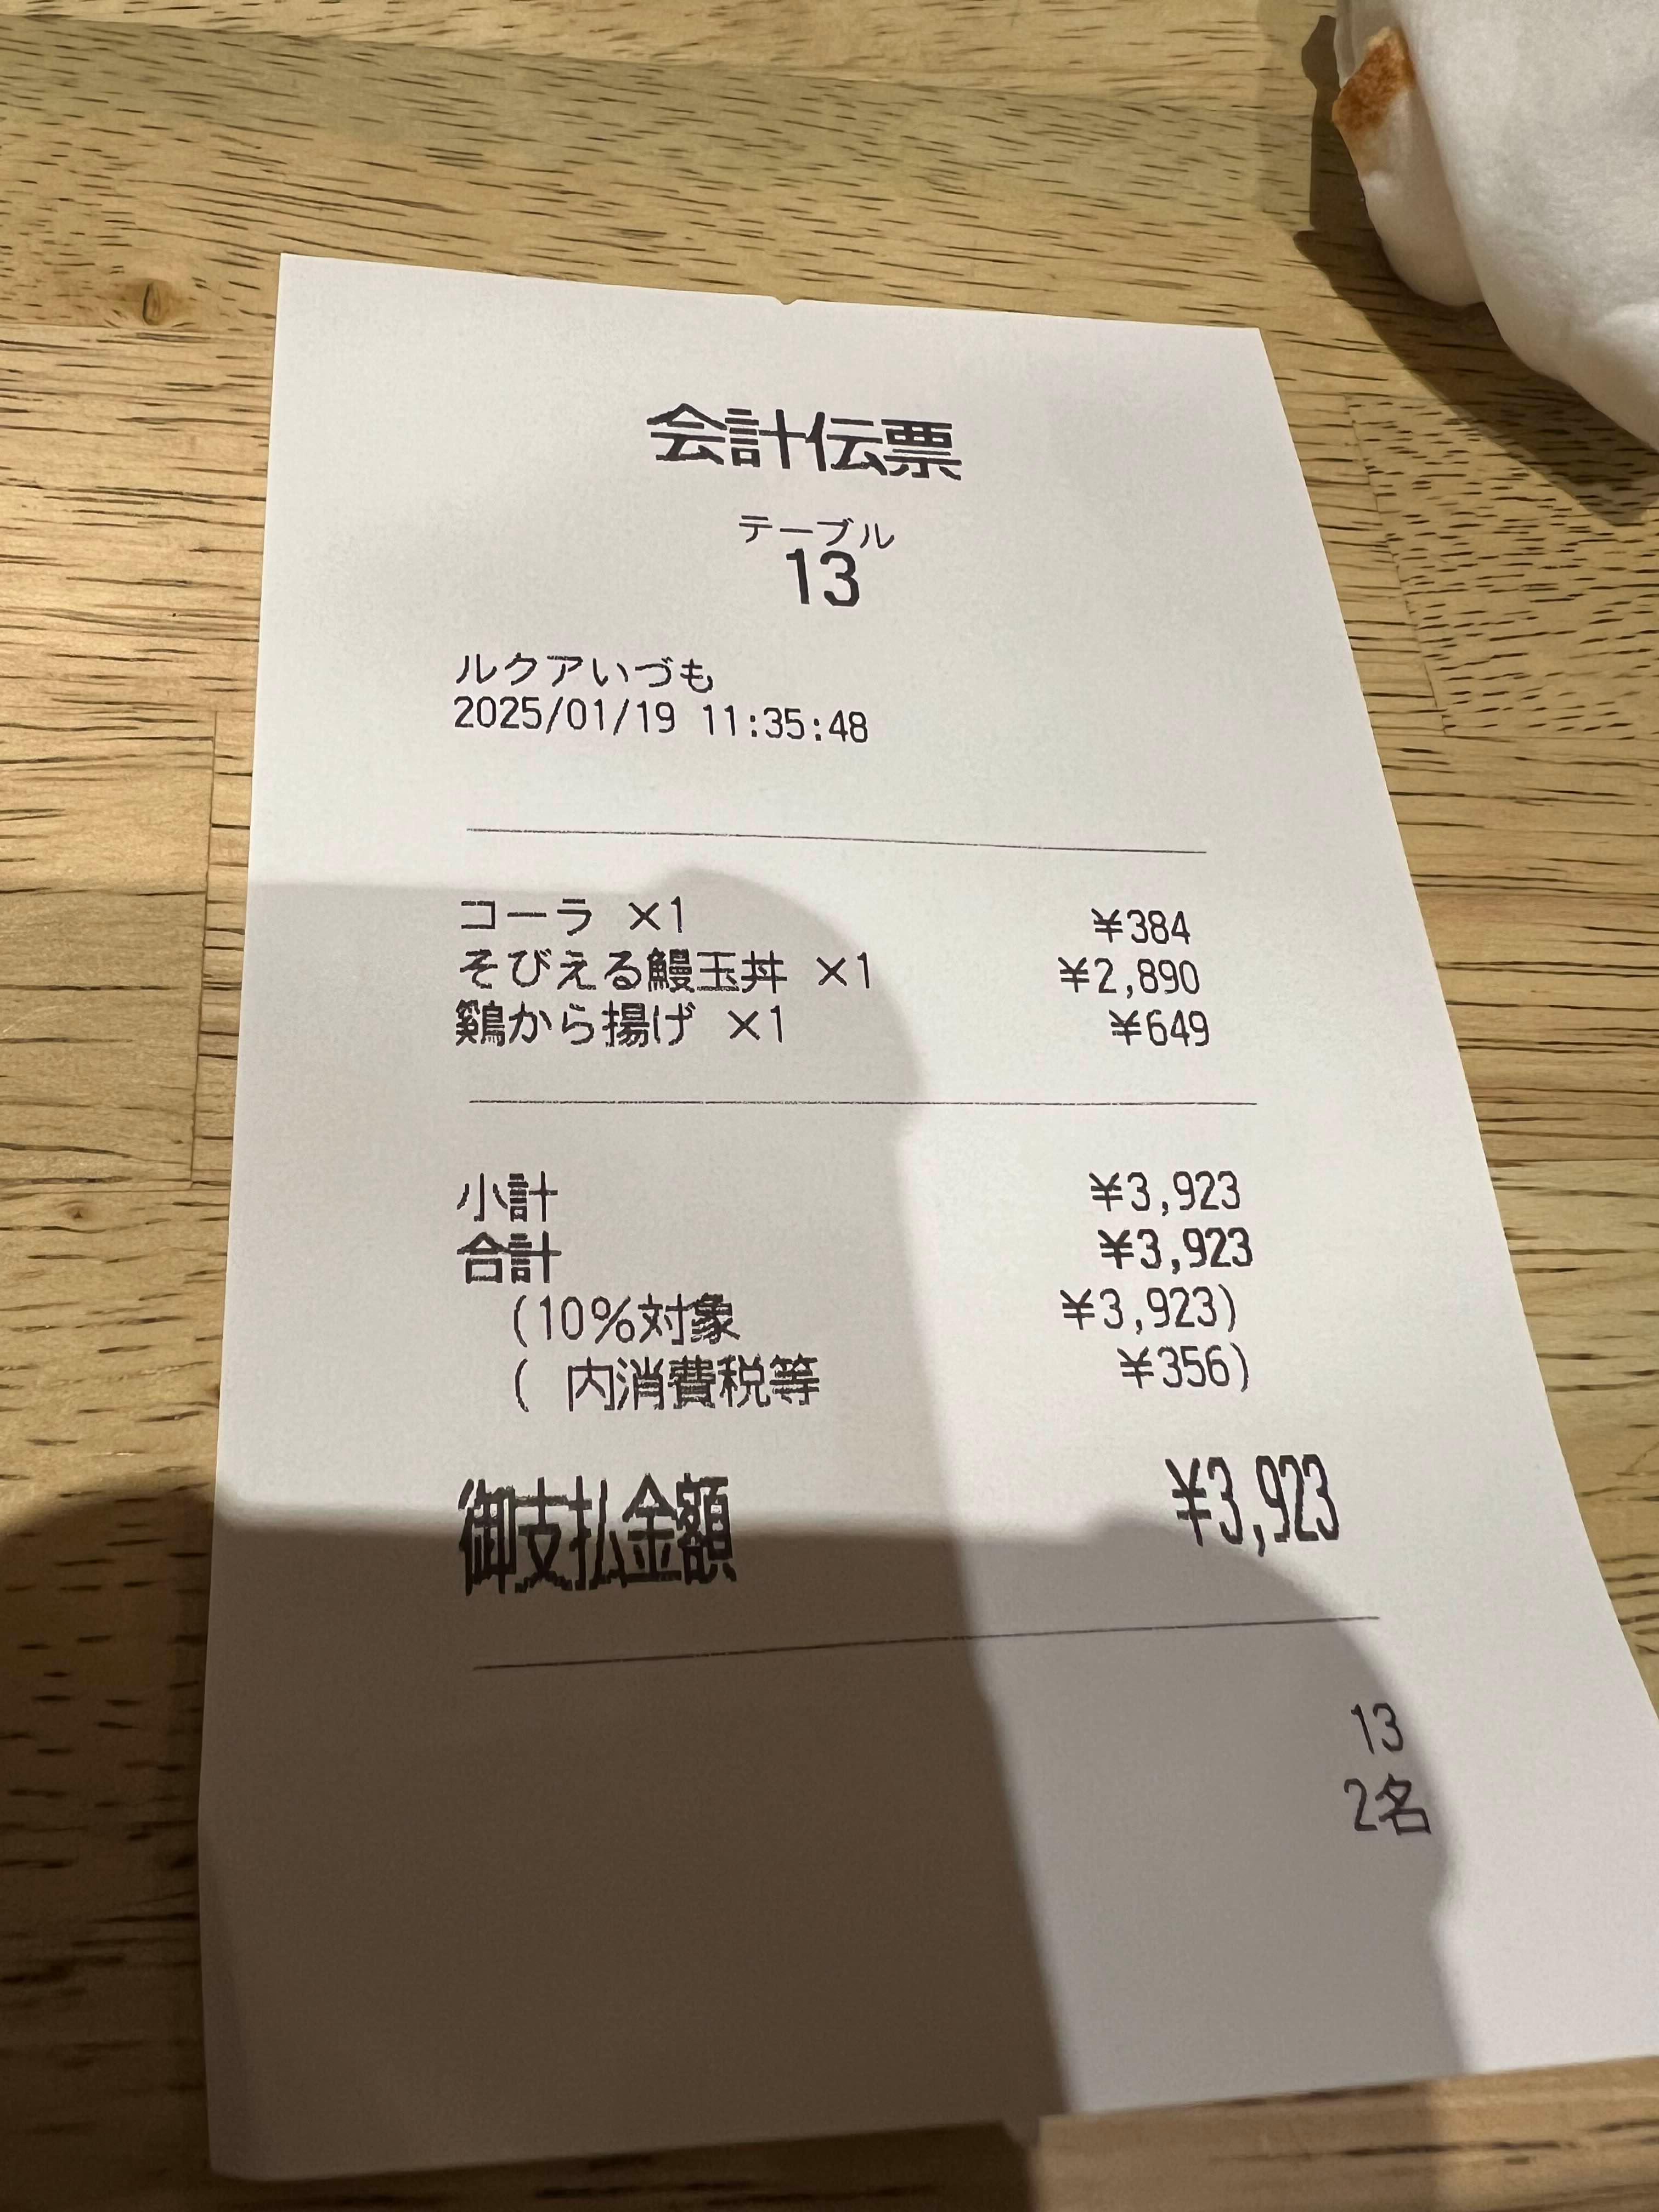 会計伝票
テーブル
13
ルクアいづも
2025/01/19 11:35:48
コーラ ×1 ¥384
そびえる鰻玉丼 ×1 ¥2,890
鶏から揚げ ×1 ¥649
小計 ¥3,923
合計 ¥3,923
(10%対象 ¥3,923)
( 内消費税等 ¥356)
御支払金額 ¥3,923
13
2名